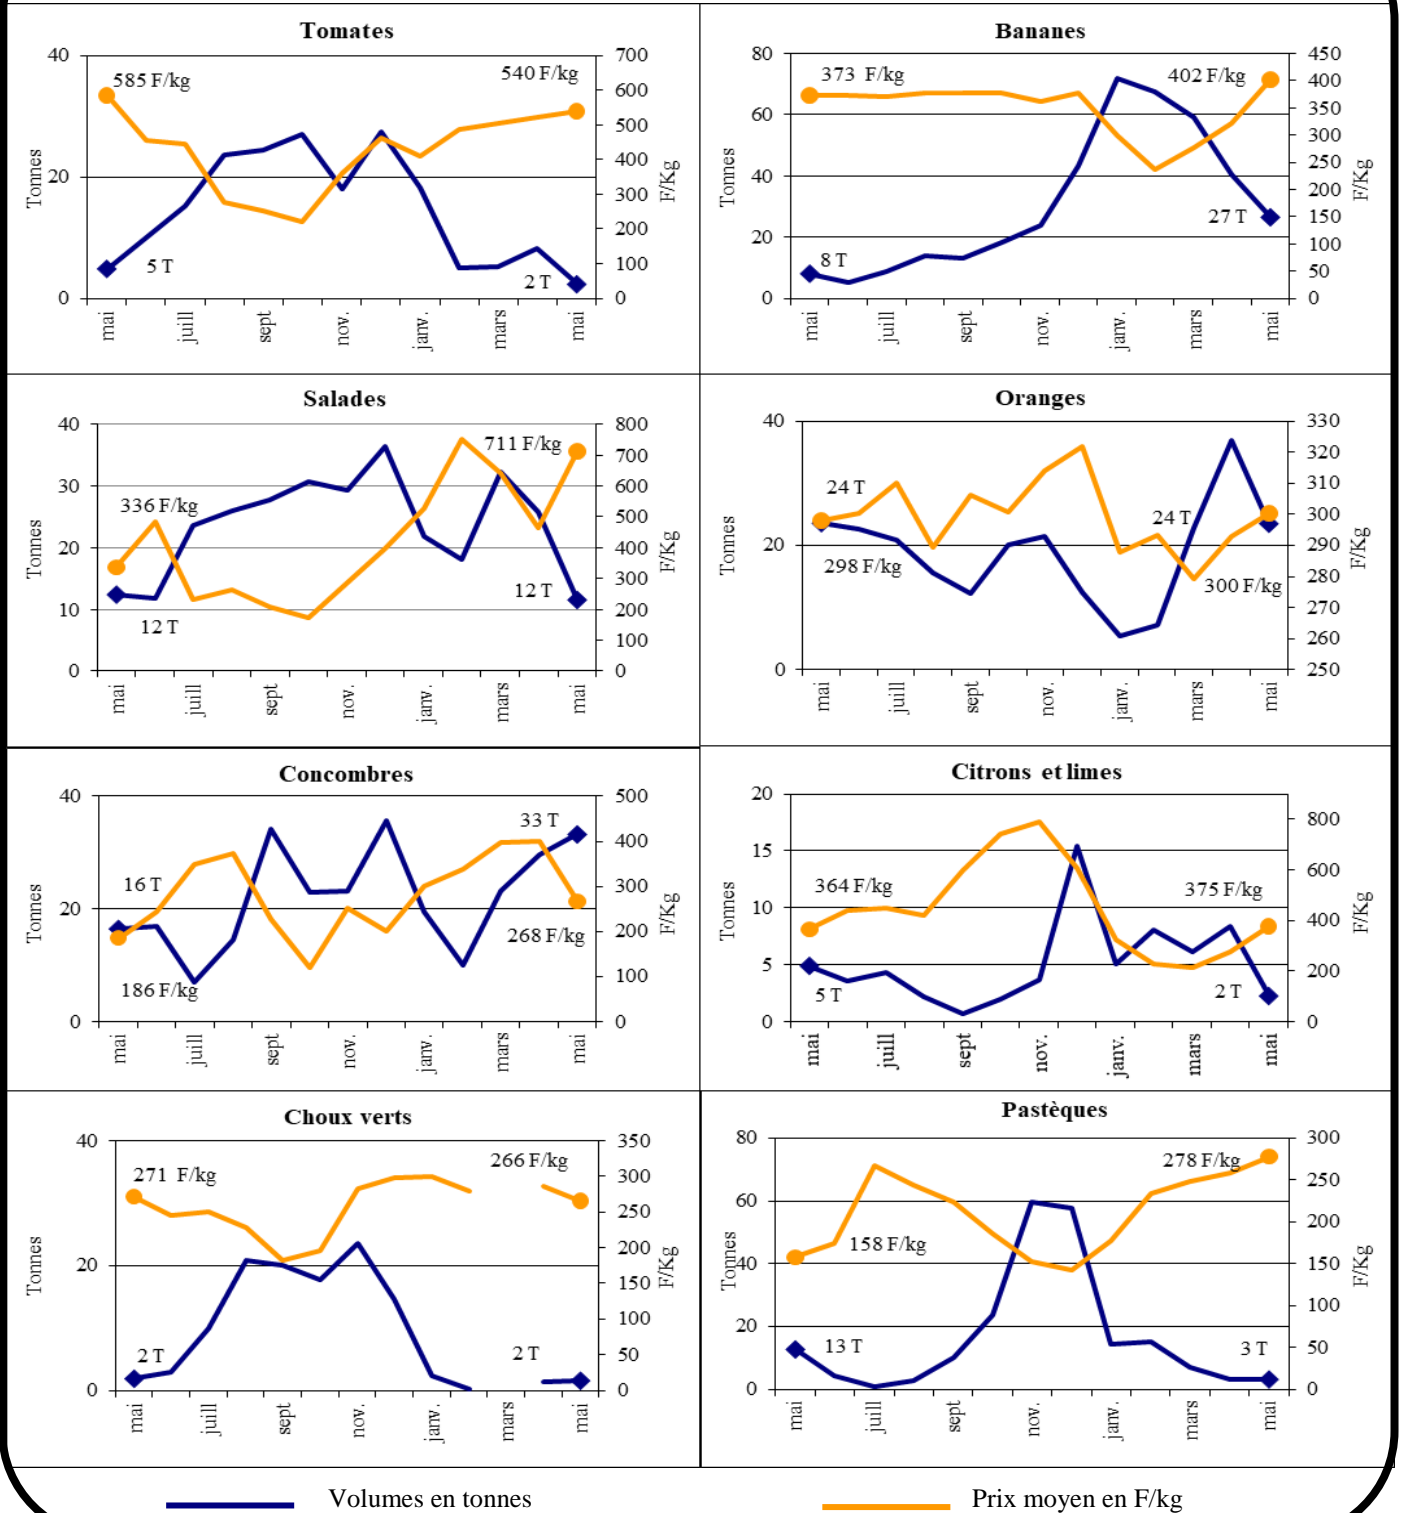 Tomates
40
20
0
Tonnes
700
600
500
400
300
200
100
0
F/Kg
585 F/kg
540 F/kg
5 T
2 T
mai
juill
sept
nov.
janv.
mars
mai
Bananes
80
60
40
20
0
Tonnes
450
400
350
300
250
200
150
100
50
0
F/Kg
373 F/kg
402 F/kg
8 T
27 T
mai
juill
sept
nov.
janv.
mars
mai
Salades
40
30
20
10
0
Tonnes
800
700
600
500
400
300
200
100
0
F/Kg
336 F/kg
711 F/kg
12 T
12 T
mai
juill
sept
nov.
janv.
mars
mai
Oranges
40
20
0
Tonnes
330
320
310
300
290
280
270
260
250
F/Kg
24 T
24 T
298 F/kg
300 F/kg
mai
juill
sept
nov.
janv.
mars
mai
Concombres
40
20
0
Tonnes
500
400
300
200
100
0
F/Kg
33 T
16 T
268 F/kg
186 F/kg
mai
juill
sept
nov.
janv.
mars
mai
Citrons et limes
20
15
10
5
0
Tonnes
800
600
400
200
0
F/Kg
364 F/kg
375 F/kg
5 T
2 T
mai
juill
sept
nov.
janv.
mars
mai
Choux verts
40
20
0
Tonnes
350
300
250
200
150
100
50
0
F/Kg
271 F/kg
266 F/kg
2 T
2 T
mai
juill
sept
nov.
janv.
mars
mai
Pastèques
80
60
40
20
0
Tonnes
300
250
200
150
100
50
0
F/Kg
278 F/kg
158 F/kg
13 T
3 T
mai
juill
sept
nov.
janv.
mars
mai
Volumes en tonnes
Prix moyen en F/kg